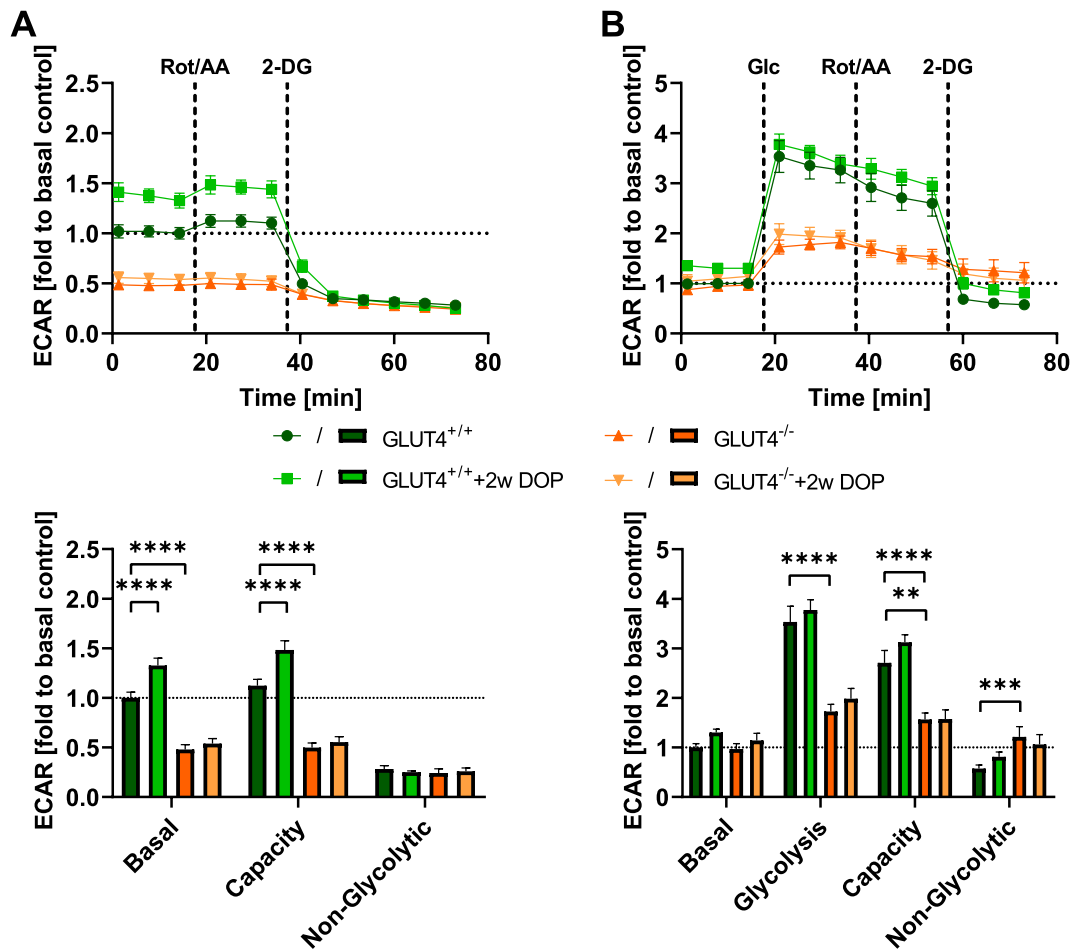 A
B
Rot/AA 2-DG
Glc Rot/AA 2-DG
ECAR [fold to basal control]
2.5
2.0
1.5
1.0
0.5
0.0
0 20 40 60 80
Time [min]
ECAR [fold to basal control]
5
4
3
2
1
0
0 20 40 60 80
Time [min]
/ GLUT4+/+
/ GLUT4-/-
/ GLUT4+/++2w DOP
/ GLUT4-/-+2w DOP
ECAR [fold to basal control]
2.5
2.0
1.5
1.0
0.5
0.0
**** ****
**** ****
Basal
Capacity
Non-Glycolytic
ECAR [fold to basal control]
5
4
3
2
1
0
**** ****
**
***
Basal
Glycolysis
Capacity
Non-Glycolytic